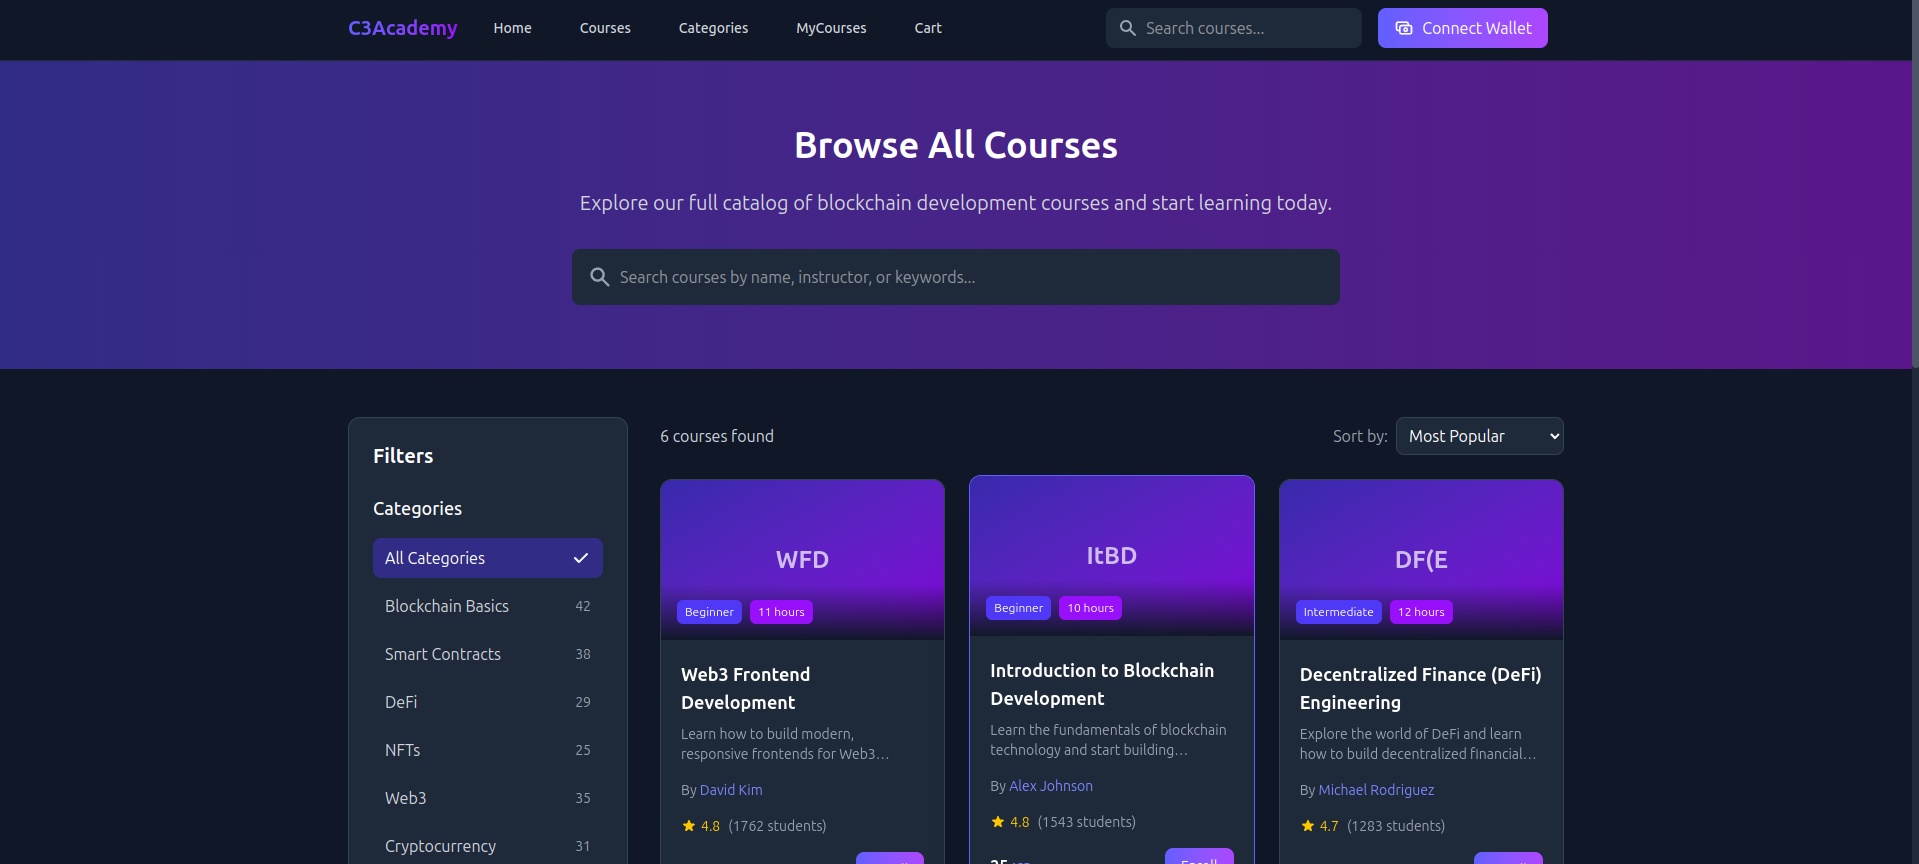 C3Academy Home Courses Categories MyCourses Cart Search courses... Connect Wallet
Browse All Courses
Explore our full catalog of blockchain development courses and start learning today.
Search courses by name, instructor, or keywords...
Filters
Categories
All Categories
Blockchain Basics 42
Smart Contracts 38
DeFi 29
NFTs 25
Web3 35
Cryptocurrency 31
6 courses found
Sort by: Most Popular
WFD
Beginner 11 hours
Web3 Frontend
Development
Learn how to build modern,
responsive frontends for Web3...
By David Kim
4.8 (1762 students)
ItBD
Beginner 10 hours
Introduction to Blockchain
Development
Learn the fundamentals of blockchain
technology and start building...
By Alex Johnson
4.8 (1543 students)
Enroll
DF(E
Intermediate 12 hours
Decentralized Finance (DeFi)
Engineering
Explore the world of DeFi and learn
how to build decentralized financial...
By Michael Rodriguez
4.7 (1283 students)